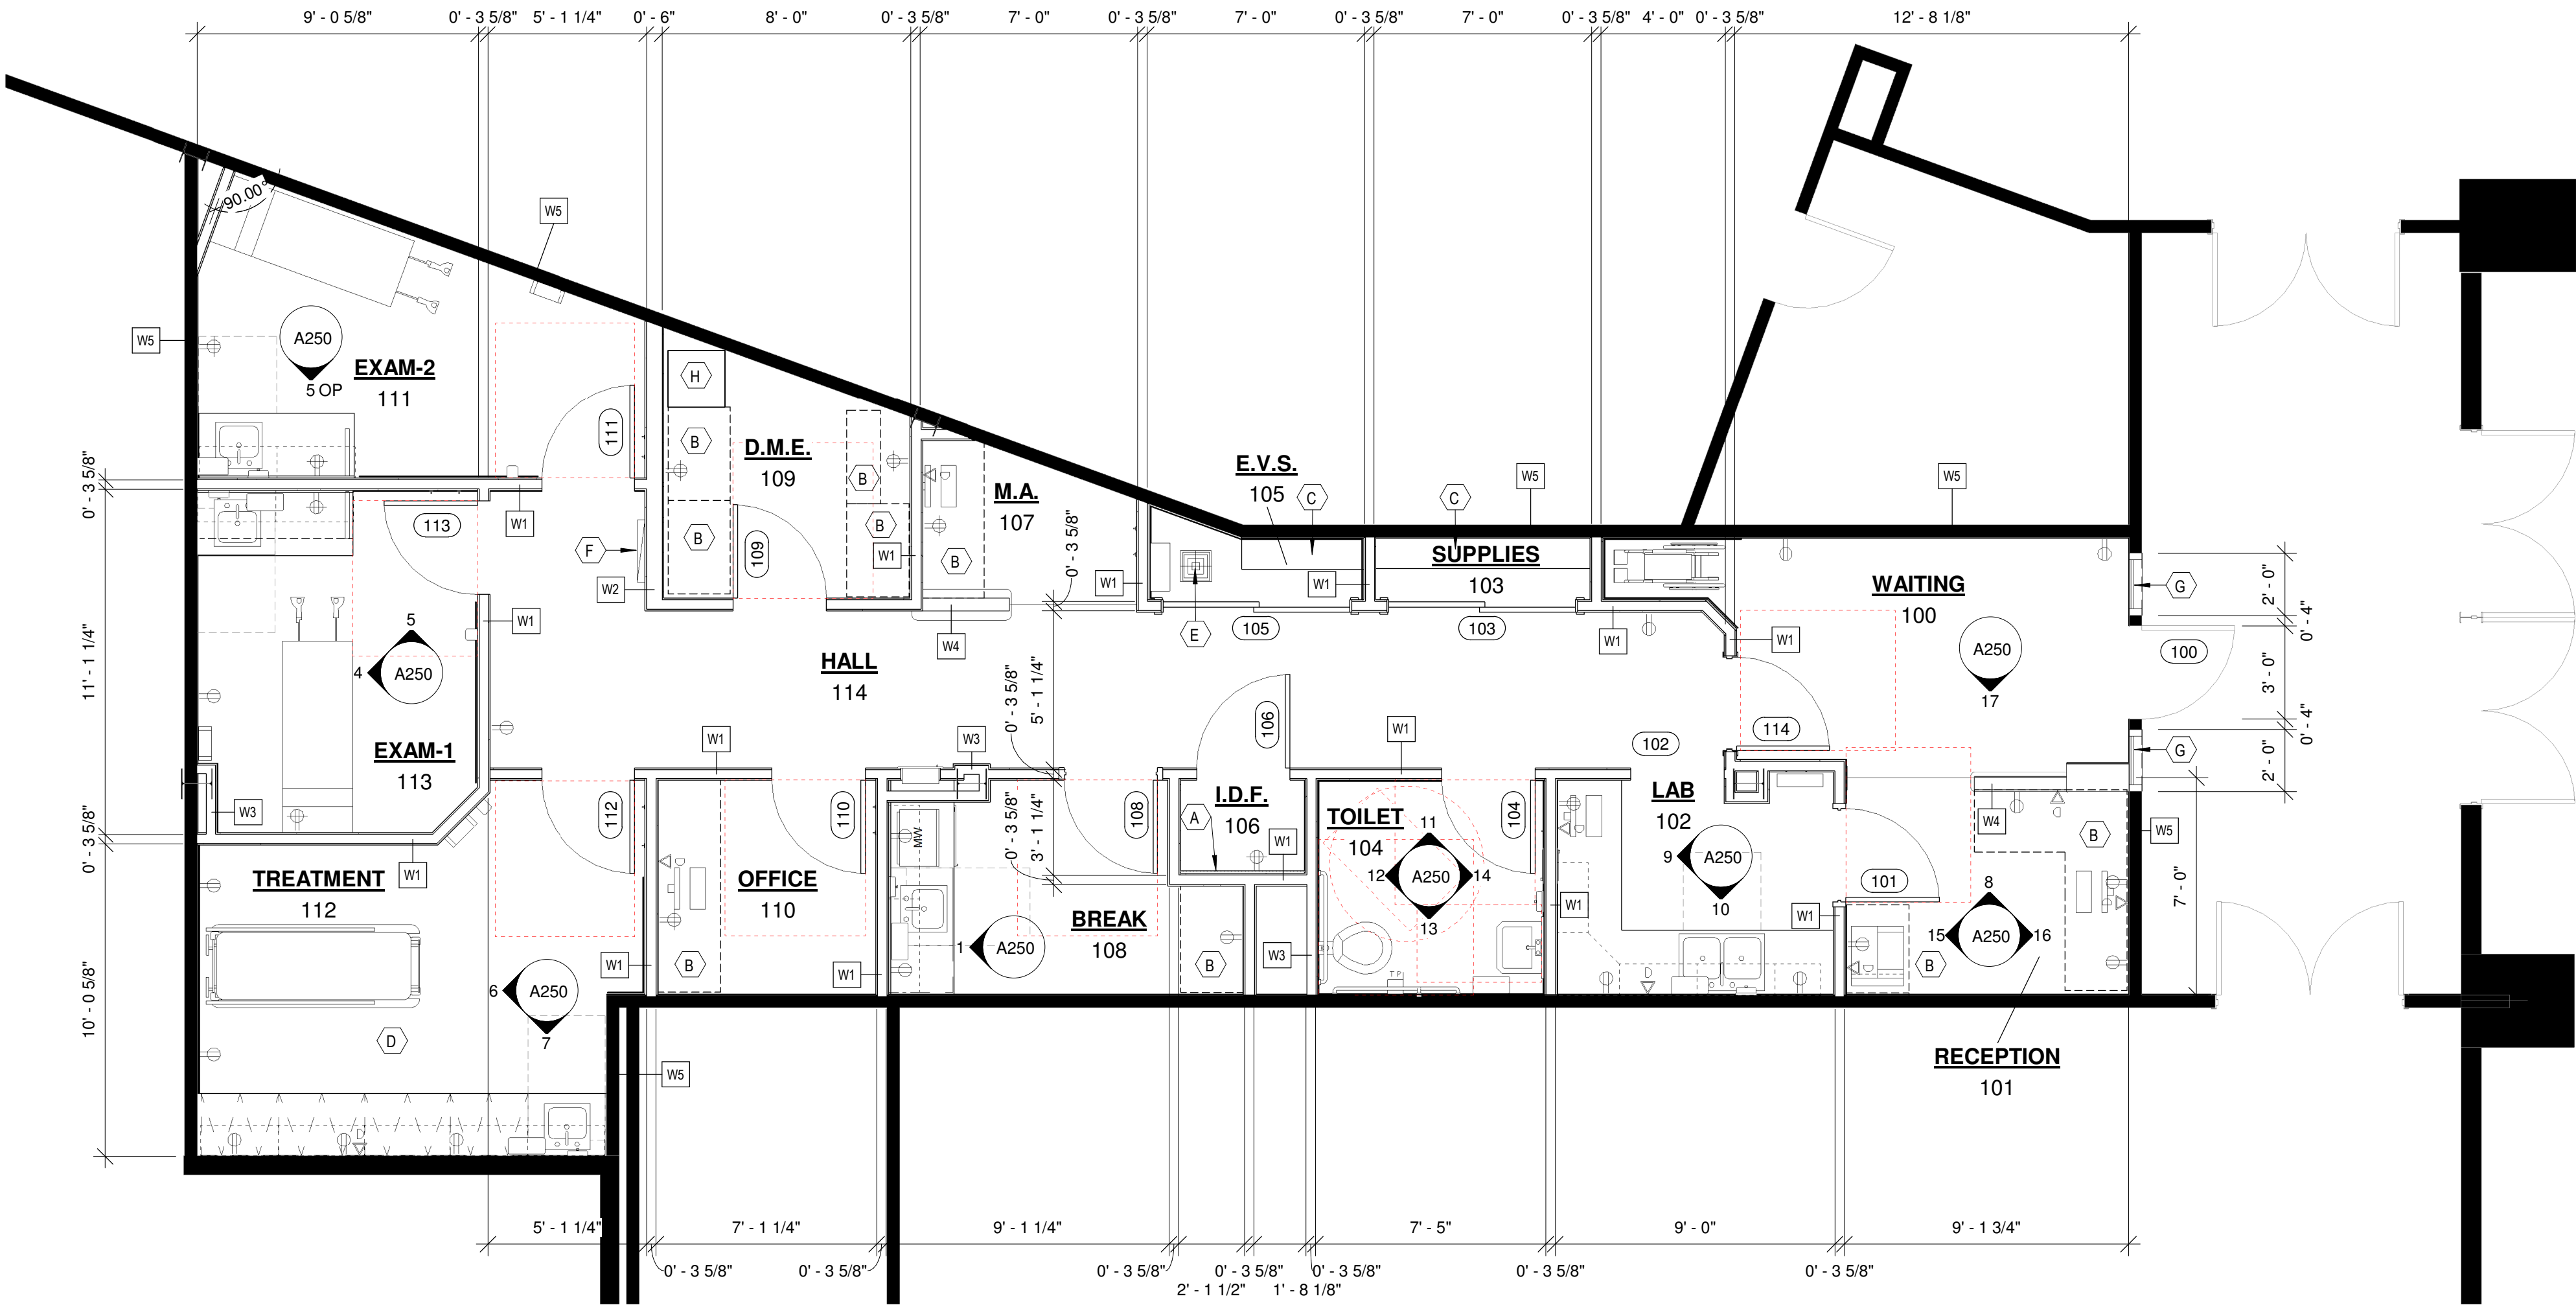 9' - 0 5/8" 0' - 3 5/8" 5' - 1 1/4" 0' - 6" 8' - 0" 0' - 3 5/8" 7' - 0" 0' - 3 5/8" 7' - 0" 0' - 3 5/8" 7' - 0" 0' - 3 5/8" 4' - 0" 0' - 3 5/8" 12' - 8 1/8"
90.00°
W5
W5
A250
5 OP
EXAM-2
111
111
H
B
B
B
B
D.M.E.
109
109
M.A.
107
B
E.V.S.
105
C
C
W5
W5
SUPPLIES
103
WAITING
100
0' - 3 5/8"
113
W1
F
W2
W1
W1
0' - 3 5/8"
W1
E
105
103
W1
W1
W4
G
2' - 0"
0' - 4"
100
3' - 0"
0' - 4"
G
2' - 0"
A250
17
11' - 1 1/4"
5
4
A250
W1
EXAM-1
113
W3
HALL
114
0' - 3 5/8"
5' - 1 1/4"
W1
W3
106
W1
102
114
0' - 3 5/8"
W1
TREATMENT
112
112
OFFICE
110
110
B
MW
0' - 3 5/8"
3' - 1 1/4"
108
BREAK
108
1
A250
A
I.D.F.
106
W1
B
W3
TOILET
104
104
11
12
A250
14
13
TP
LAB
102
9
A250
10
W1
W1
101
W4
B
W5
7' - 0"
8
15
A250
16
B
RECEPTION
101
10' - 0 5/8"
6
A250
7
D
W1
W1
W5
5' - 1 1/4" 7' - 1 1/4" 9' - 1 1/4" 7' - 5" 9' - 0" 9' - 1 3/4"
0' - 3 5/8" 0' - 3 5/8" 0' - 3 5/8" 0' - 3 5/8" 0' - 3 5/8" 0' - 3 5/8" 0' - 3 5/8"
2' - 1 1/2" 1' - 8 1/8"